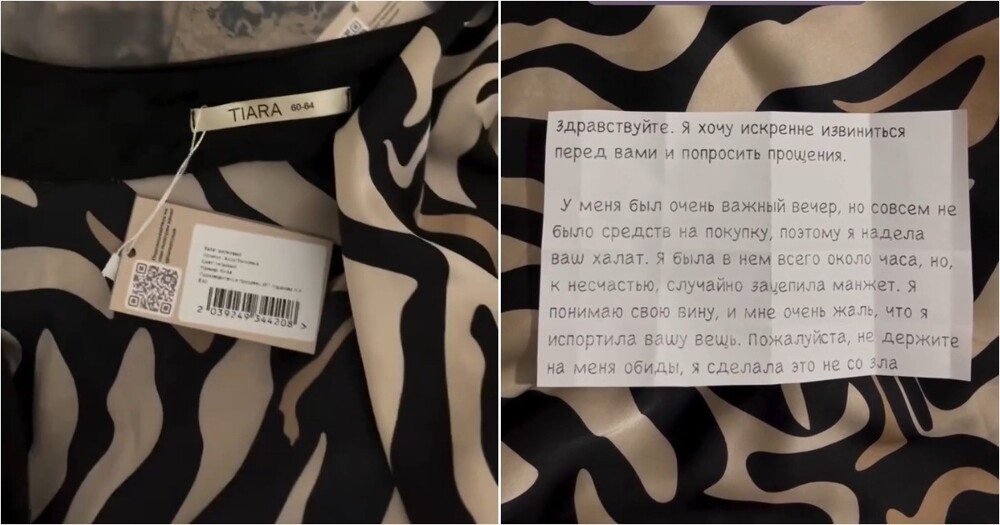 TIARA 60-64
2 039249 344208 >
Здравствуйте. Я хочу искренне извиниться
перед вами и попросить прощения.
У меня был очень важный вечер, но совсем не
было средств на покупку, поэтому я надела
ваш халат. Я была в нем всего около часа, но,
к несчастью, случайно зацепила манжет. Я
понимаю свою вину, и мне очень жаль, что я
испортила вашу вещь. Пожалуйста, не держите
на меня обиды, я сделала это не со зла